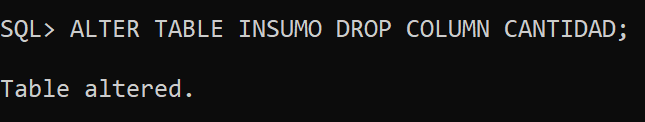 SQL> ALTER TABLE INSUMO DROP COLUMN CANTIDAD;
Table altered.